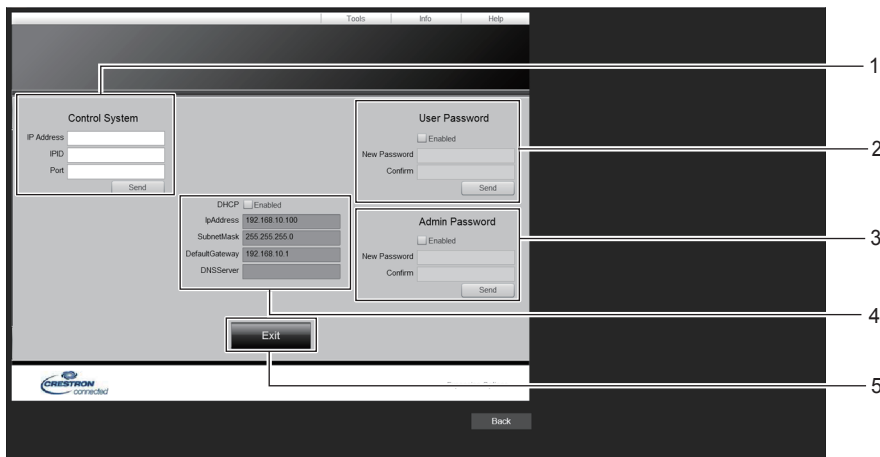 Tools Info Help
1
Control System
IP Address
IPID
Port
Send
User Password
Enabled
New Password
Confirm
Send
2
DHCP Enabled
IpAddress 192.168.10.100
SubnetMask 255.255.255.0
DefaultGateway 192.168.10.1
DNSServer
Admin Password
Enabled
New Password
Confirm
Send
3
4
Exit
5
CRESTRON
connected
Back